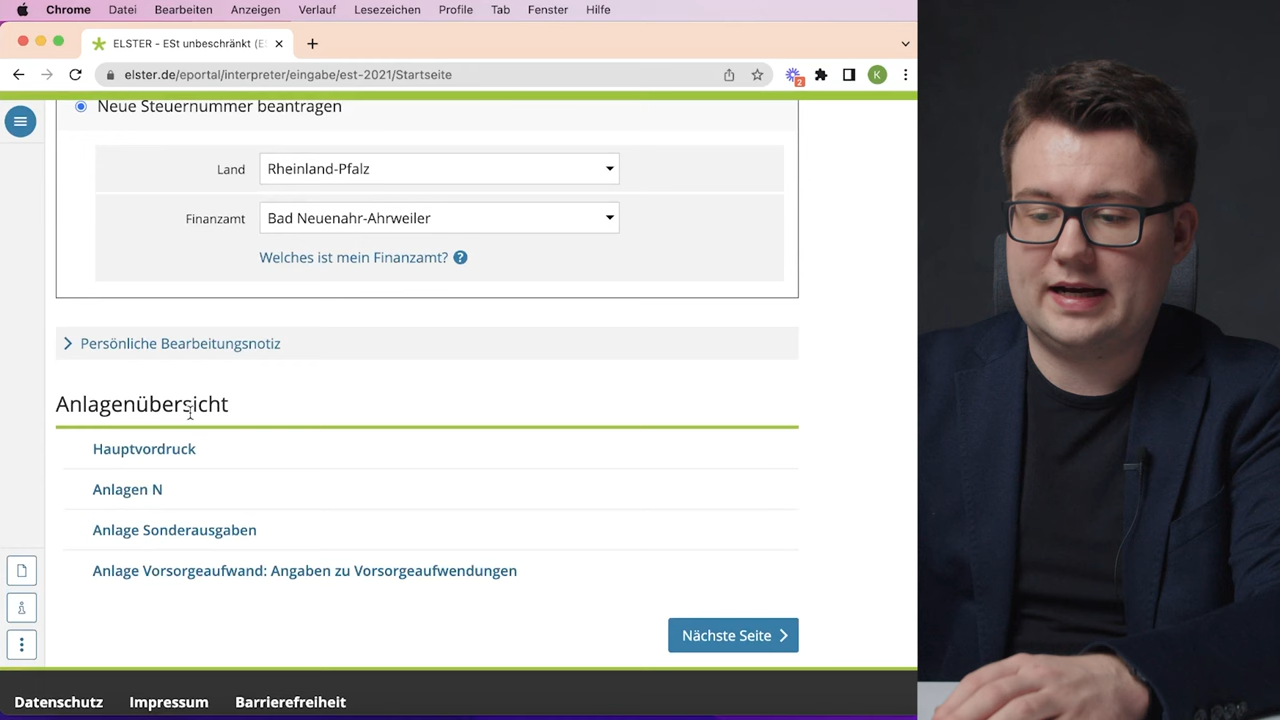 Chrome Datei Bearbeiten Anzeigen Verlauf Lesezeichen Profile Tab Fenster Hilfe
ELSTER - ESt unbeschränkt (E
elster.de/eportal/interpreter/eingabe/est-2021/Startseite
2
K
Neue Steuernummer beantragen
Land Rheinland-Pfalz
Finanzamt Bad Neuenahr-Ahrweiler
Welches ist mein Finanzamt? ?
Persönliche Bearbeitungsnotiz
Anlagenübersicht
Hauptvordruck
Anlagen N
Anlage Sonderausgaben
Anlage Vorsorgeaufwand: Angaben zu Vorsorgeaufwendungen
Nächste Seite
Datenschutz Impressum Barrierefreiheit